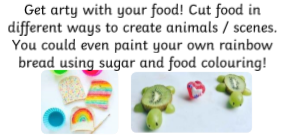 Get arty with your food! Cut food in
different ways to create animals / scenes.
You could even paint your own rainbow
bread using sugar and food colouring!